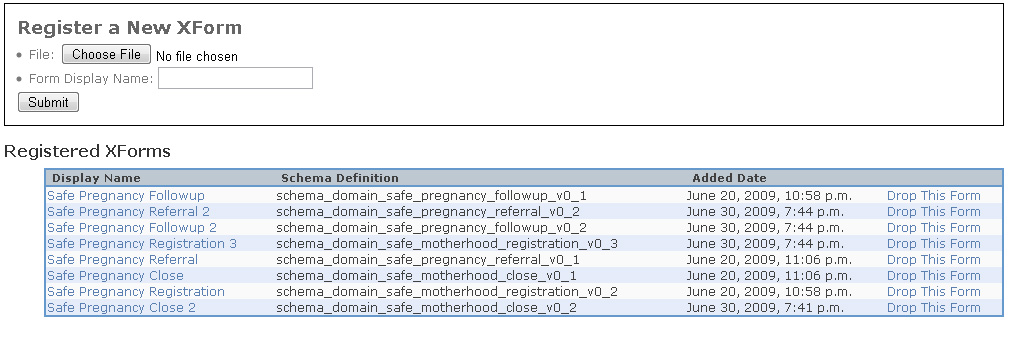 Register a New XForm
• File: Choose File No file chosen
• Form Display Name:
Submit
Registered XForms
Display Name Schema Definition Added Date
Safe Pregnancy Followup schema_domain_safe_pregnancy_followup_v0_1 June 20, 2009, 10:58 p.m. Drop This Form
Safe Pregnancy Referral 2 schema_domain_safe_pregnancy_referral_v0_2 June 30, 2009, 7:44 p.m. Drop This Form
Safe Pregnancy Followup 2 schema_domain_safe_pregnancy_followup_v0_2 June 30, 2009, 7:44 p.m. Drop This Form
Safe Pregnancy Registration 3 schema_domain_safe_motherhood_registration_v0_3 June 30, 2009, 7:44 p.m. Drop This Form
Safe Pregnancy Referral schema_domain_safe_pregnancy_referral_v0_1 June 20, 2009, 11:06 p.m. Drop This Form
Safe Pregnancy Close schema_domain_safe_motherhood_close_v0_1 June 20, 2009, 11:06 p.m. Drop This Form
Safe Pregnancy Registration schema_domain_safe_motherhood_registration_v0_2 June 20, 2009, 10:58 p.m. Drop This Form
Safe Pregnancy Close 2 schema_domain_safe_motherhood_close_v0_2 June 30, 2009, 7:41 p.m. Drop This Form